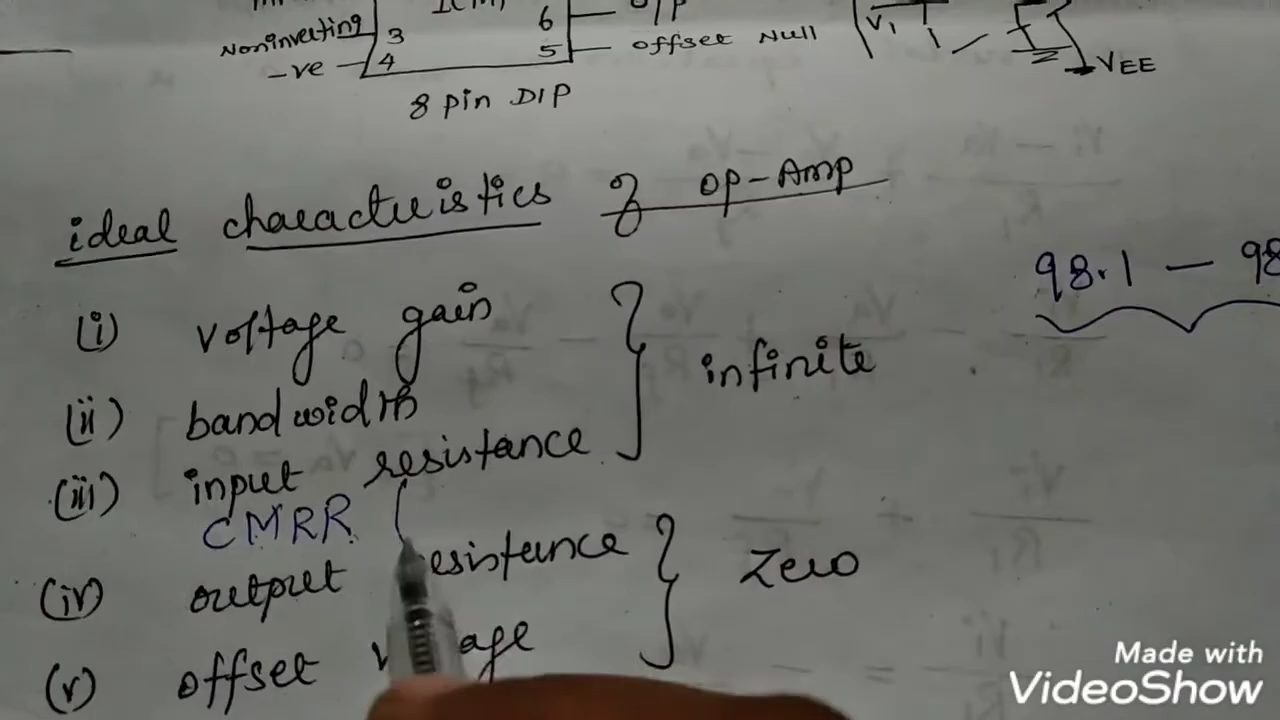 6 o/p
Noninverting 3
5 offset Null V1
-ve 4
VEE
8 pin DIP
ideal characteristics of OP-Amp
98.1 — 98
(i) voltage gain
infinite
(ii) bandwidth
(iii) input resistance
CMRR (
(iv) output resistance
Zero
(v) offset
Made with
VideoShow